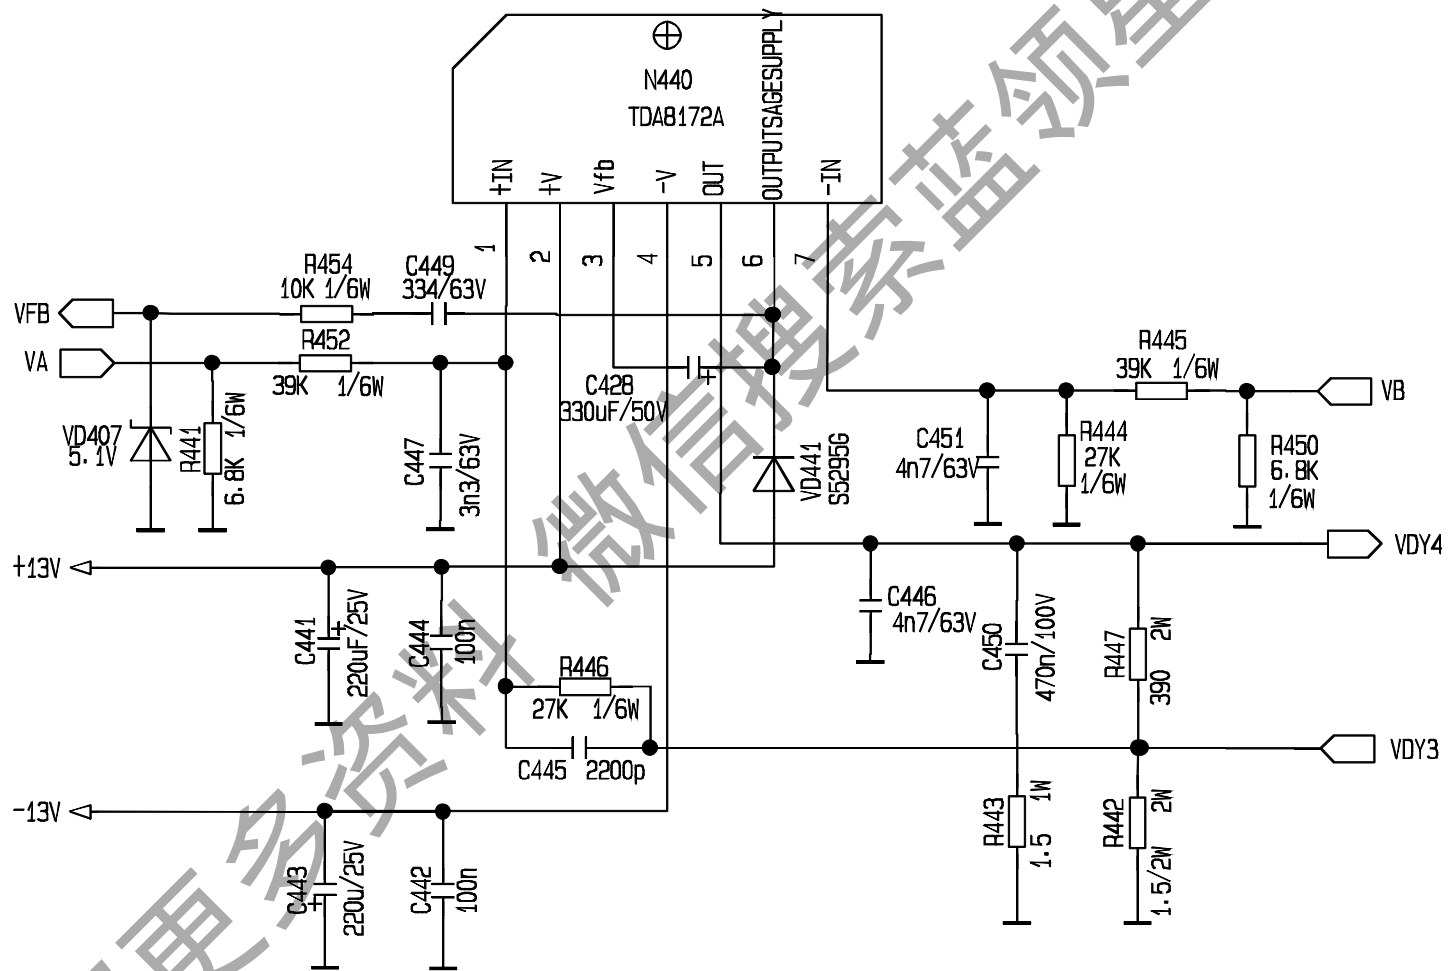 N440
TDA8172A
+IN
+V
Vfb
-V
OUT
OUTPUTSAGESUPPLY
-IN
1
2
3
4
5
6
7
R454
10K 1/6W
C449
334/63V
VFB
VA
R452
39K 1/6W
C428
330uF/50V
R445
39K 1/6W
VB
VD407
5.1V
R441
6.8K 1/6W
C447
3n3/63V
VD441
S5295G
C451
4n7/63V
R444
27K
1/6W
R450
6.8K
1/6W
VDY4
+13V
C441
220uF/25V
C444
100n
C446
4n7/63V
C450
470n/100V
R447
390 2W
R446
27K 1/6W
C445 2200p
VDY3
-13V
C443
220u/25V
C442
100n
R443
1.5 1W
R442
1.5/2W 2W
更多资料 微信搜索蓝领星